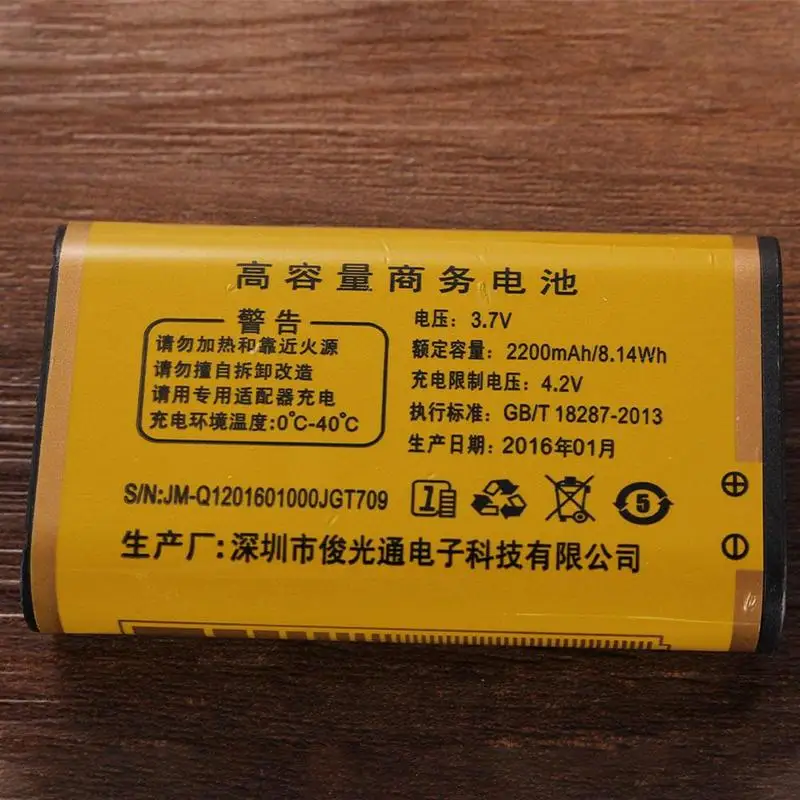 高容量商务电池
警告
请勿加热和靠近火源
请勿擅自拆卸改造
请用专用适配器充电
充电环境温度:0℃-40℃
电压: 3.7V
额定容量: 2200mAh/8.14Wh
充电限制电压: 4.2V
执行标准: GB/T 18287-2013
生产日期: 2016年01月
S/N:JM-Q1201601000JGT709
1
5
生产厂:深圳市俊光通电子科技有限公司